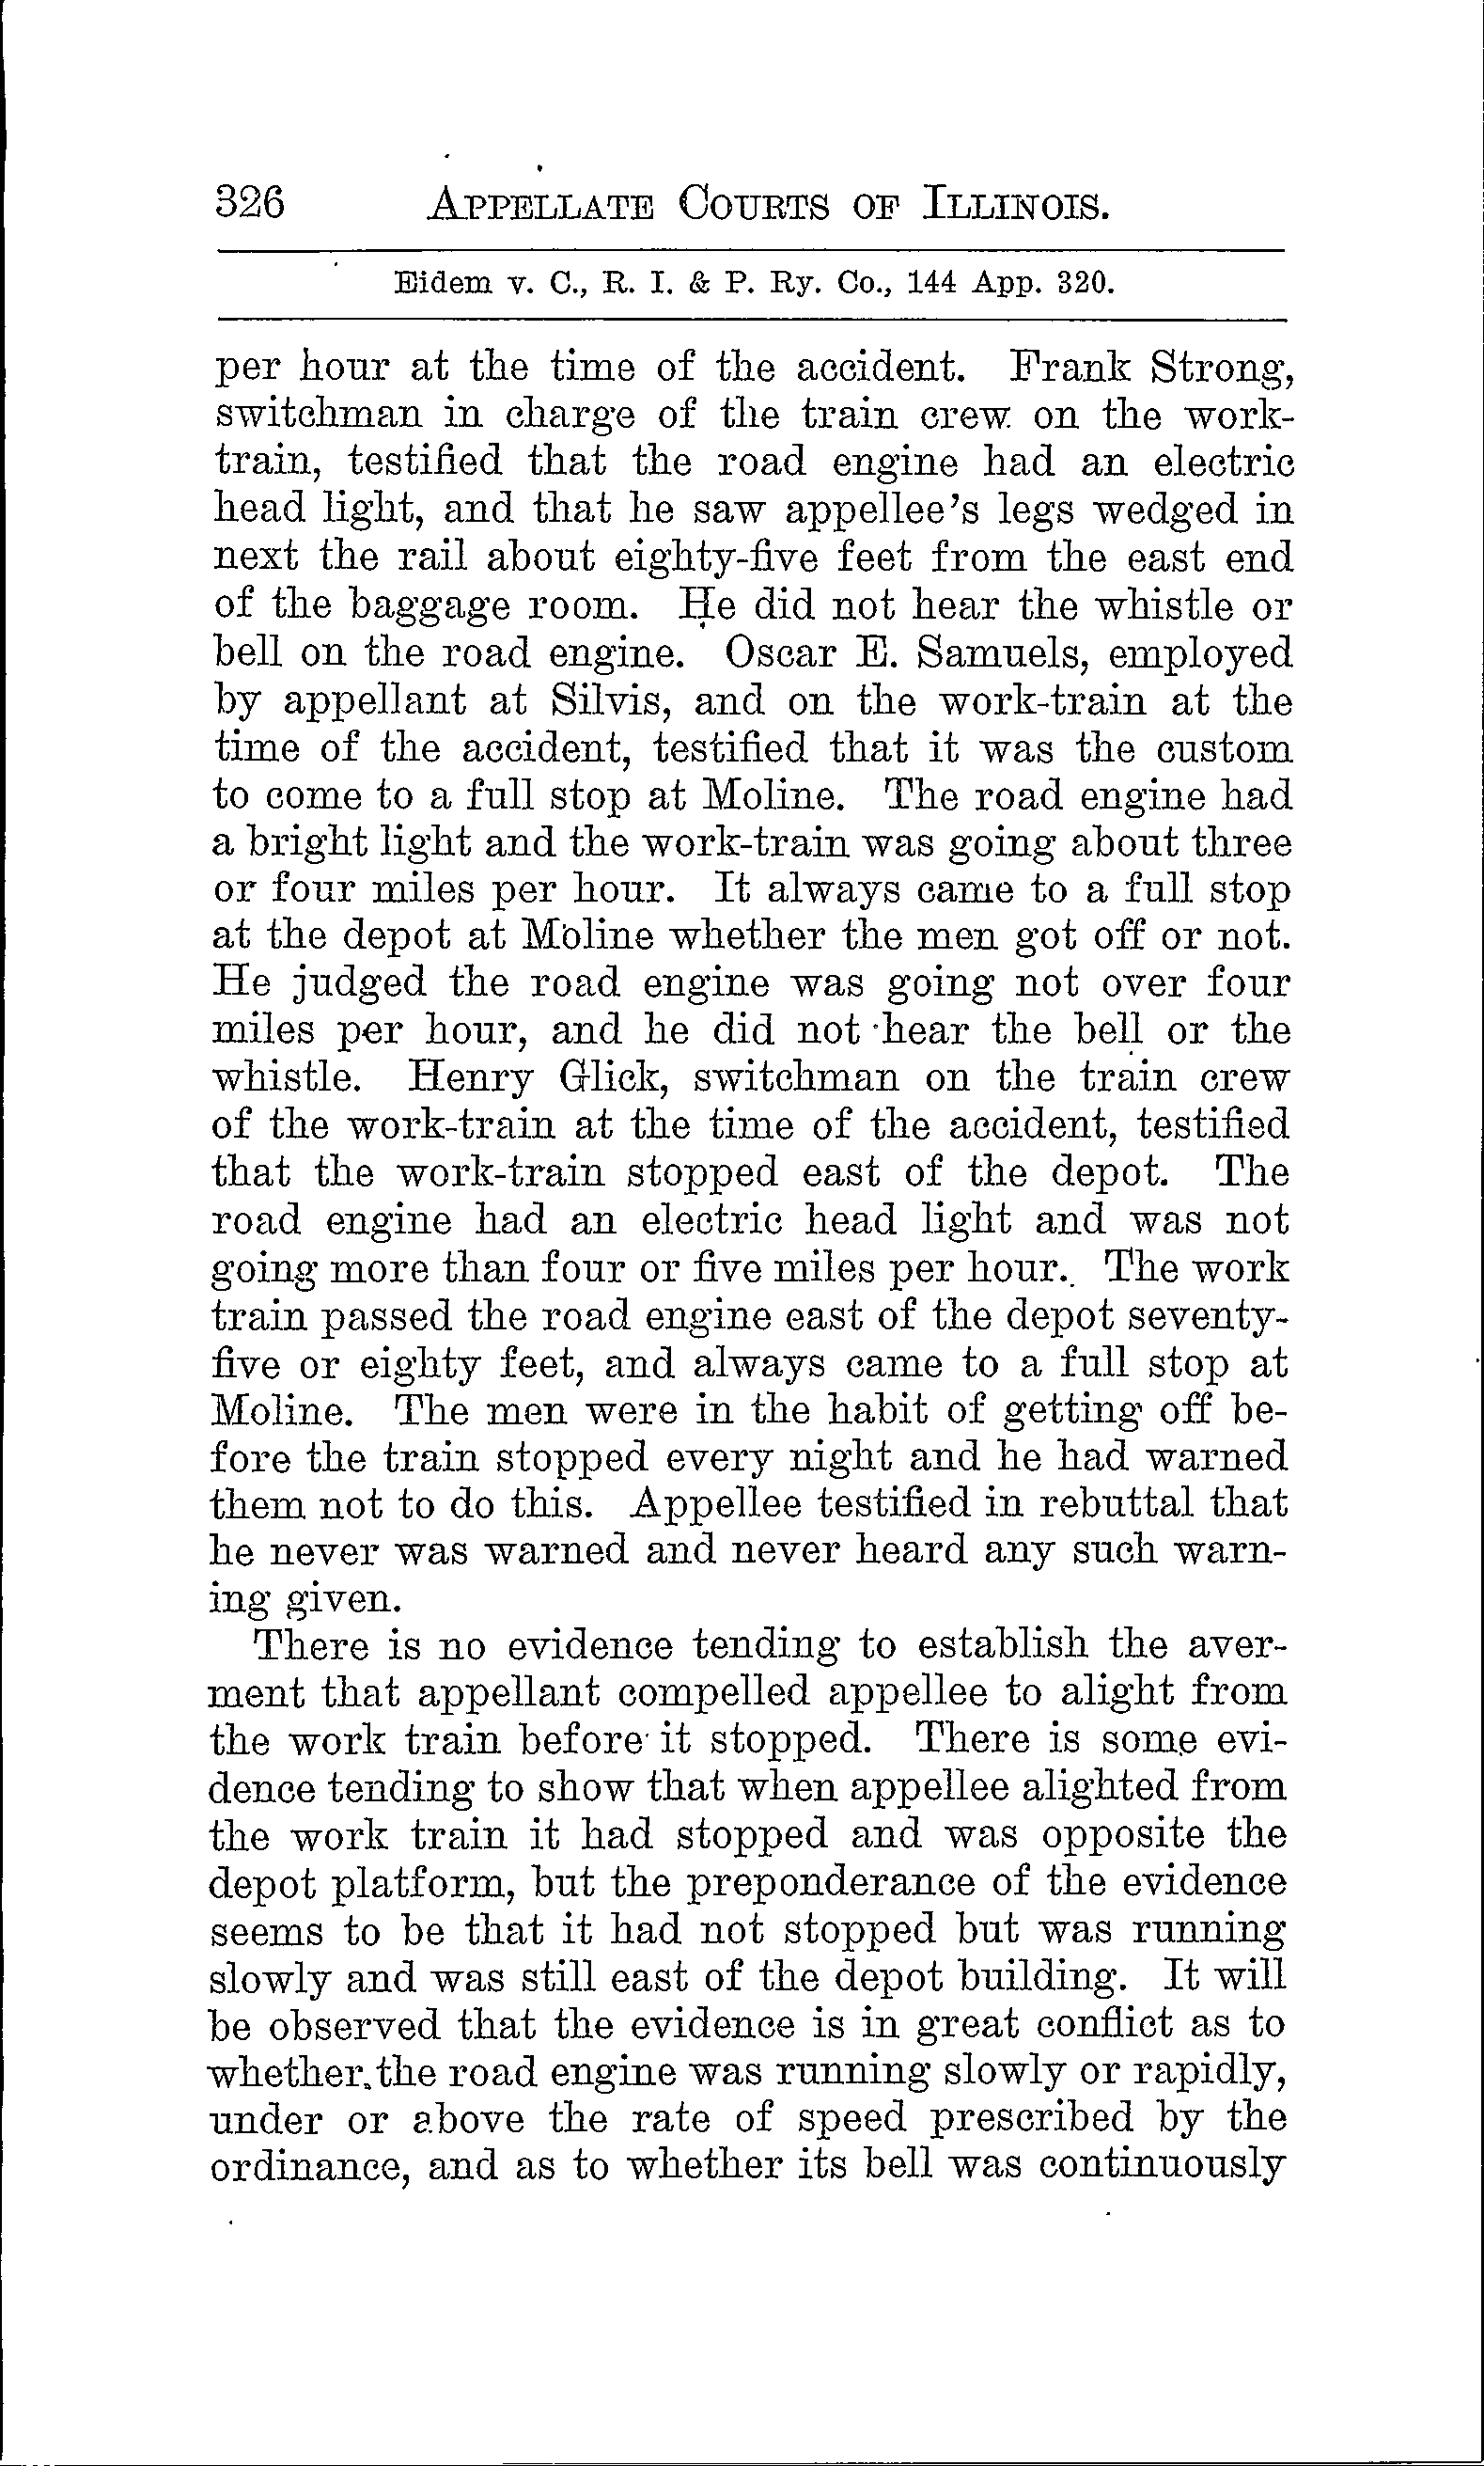 326 APPELLATE COURTS OF ILLINOIS.
Eidem v. C., R. I. & P. Ry. Co., 144 App. 320.
per hour at the time of the accident. Frank Strong,
switchman in charge of the train crew on the work-
train, testified that the road engine had an electric
head light, and that he saw appellee's legs wedged in
next the rail about eighty-five feet from the east end
of the baggage room. He did not hear the whistle or
bell on the road engine. Oscar E. Samuels, employed
by appellant at Silvis, and on the work-train at the
time of the accident, testified that it was the custom
to come to a full stop at Moline. The road engine had
a bright light and the work-train was going about three
or four miles per hour. It always came to a full stop
at the depot at Moline whether the men got off or not.
He judged the road engine was going not over four
miles per hour, and he did not hear the bell or the
whistle. Henry Glick, switchman on the train crew
of the work-train at the time of the accident, testified
that the work-train stopped east of the depot. The
road engine had an electric head light and was not
going more than four or five miles per hour. The work
train passed the road engine east of the depot seventy-
five or eighty feet, and always came to a full stop at
Moline. The men were in the habit of getting off be-
fore the train stopped every night and he had warned
them not to do this. Appellee testified in rebuttal that
he never was warned and never heard any such warn-
ing given.
There is no evidence tending to establish the aver-
ment that appellant compelled appellee to alight from
the work train before it stopped. There is some evi-
dence tending to show that when appellee alighted from
the work train it had stopped and was opposite the
depot platform, but the preponderance of the evidence
seems to be that it had not stopped but was running
slowly and was still east of the depot building. It will
be observed that the evidence is in great conflict as to
whether the road engine was running slowly or rapidly,
under or above the rate of speed prescribed by the
ordinance, and as to whether its bell was continuously